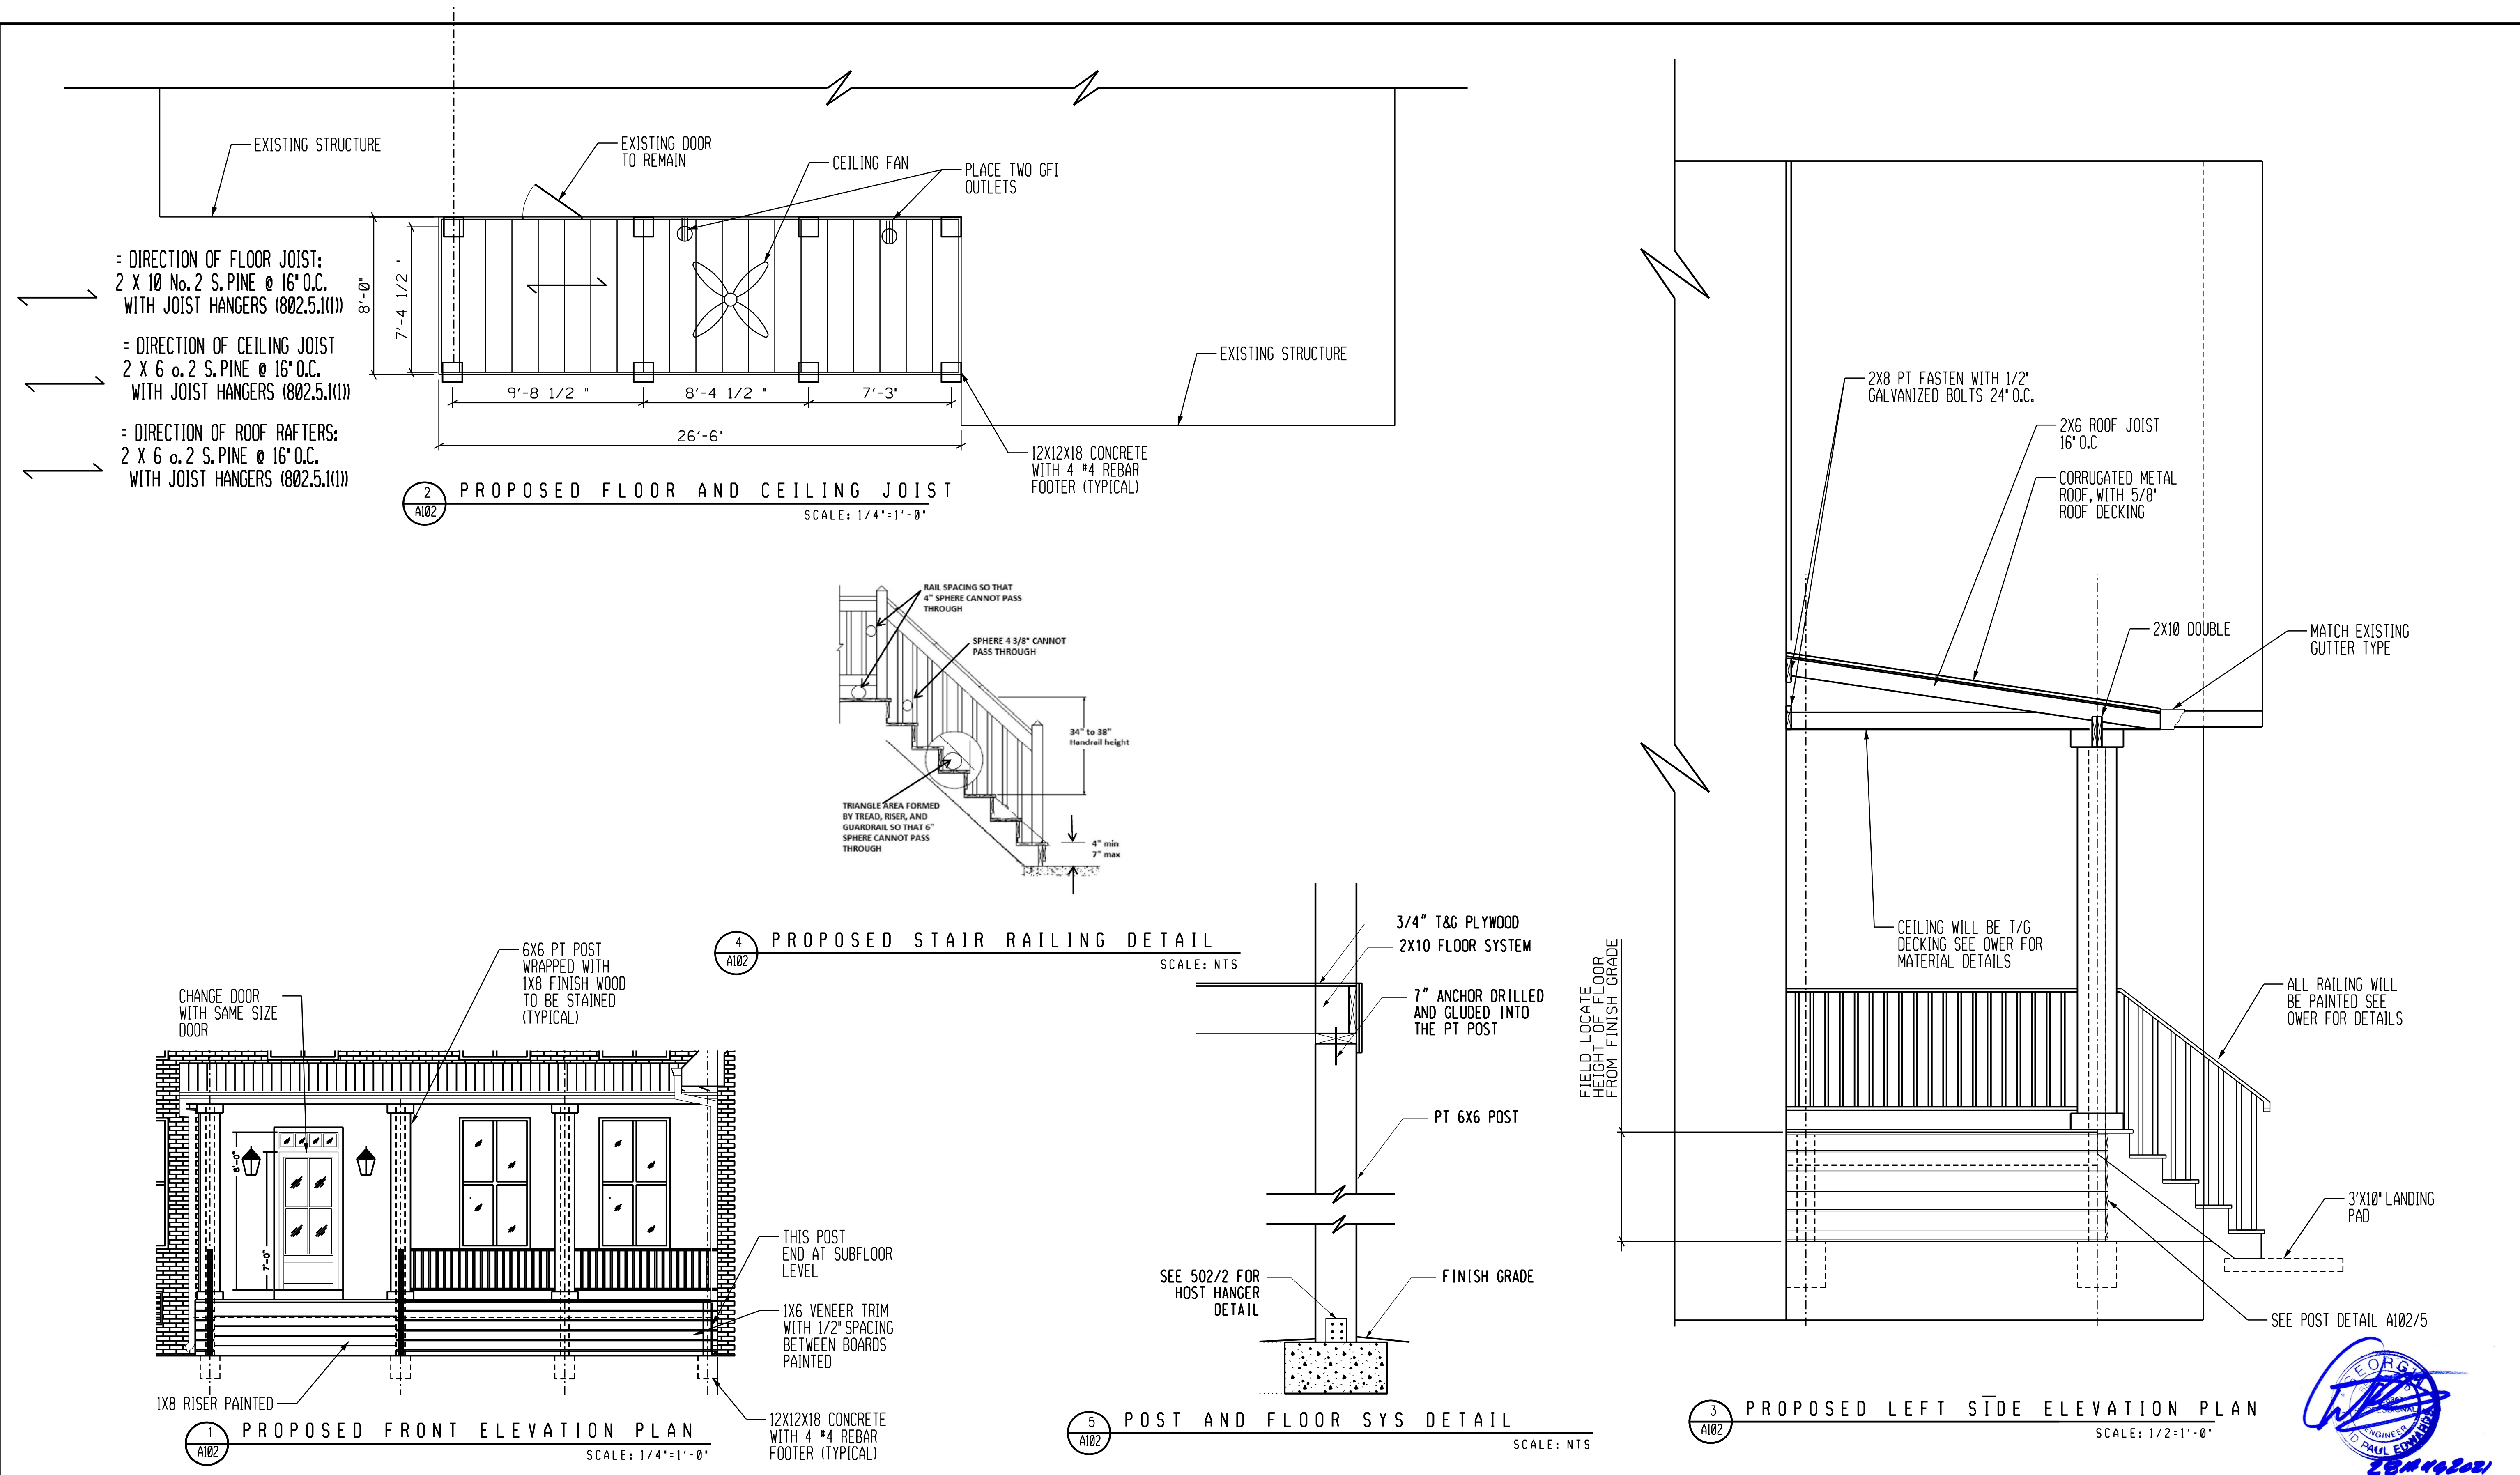 EXISTING STRUCTURE
EXISTING DOOR
TO REMAIN
CEILING FAN
PLACE TWO GFI
OUTLETS
= DIRECTION OF FLOOR JOIST:
2 X 10 No. 2 S. PINE @ 16" O.C.
WITH JOIST HANGERS (802.5.1(1))
= DIRECTION OF CEILING JOIST
2 X 6 o. 2 S. PINE @ 16" O.C.
WITH JOIST HANGERS (802.5.1(1))
= DIRECTION OF ROOF RAFTERS:
2 X 6 o. 2 S. PINE @ 16" O.C.
WITH JOIST HANGERS (802.5.1(1))
8'-0"
7'-4 1/2 "
9'-8 1/2 "
8'-4 1/2 "
7'-3"
26'-6"
EXISTING STRUCTURE
12X12X18 CONCRETE
WITH 4 #4 REBAR
FOOTER (TYPICAL)
2
A102
PROPOSED FLOOR AND CEILING JOIST
SCALE: 1/4"=1'-0"
RAIL SPACING SO THAT
4" SPHERE CANNOT PASS
THROUGH
SPHERE 4 3/8" CANNOT
PASS THROUGH
34" to 38"
Handrail height
TRIANGLE AREA FORMED
BY TREAD, RISER, AND
GUARDRAIL SO THAT 6"
SPHERE CANNOT PASS
THROUGH
4" min
7" max
4
A102
PROPOSED STAIR RAILING DETAIL
SCALE: NTS
6X6 PT POST
WRAPPED WITH
1X8 FINISH WOOD
TO BE STAINED
(TYPICAL)
CHANGE DOOR
WITH SAME SIZE
DOOR
8'-0"
7'-0"
THIS POST
END AT SUBFLOOR
LEVEL
1X6 VENEER TRIM
WITH 1/2" SPACING
BETWEEN BOARDS
PAINTED
1X8 RISER PAINTED
12X12X18 CONCRETE
WITH 4 #4 REBAR
FOOTER (TYPICAL)
1
A102
PROPOSED FRONT ELEVATION PLAN
SCALE: 1/4"=1'-0"
3/4" T&G PLYWOOD
2X10 FLOOR SYSTEM
7" ANCHOR DRILLED
AND GLUDED INTO
THE PT POST
PT 6X6 POST
SEE 502/2 FOR
HOST HANGER
DETAIL
FINISH GRADE
5
A102
POST AND FLOOR SYS DETAIL
SCALE: NTS
2X8 PT FASTEN WITH 1/2"
GALVANIZED BOLTS 24" O.C.
2X6 ROOF JOIST
16" O.C
CORRUGATED METAL
ROOF, WITH 5/8"
ROOF DECKING
2X10 DOUBLE
MATCH EXISTING
GUTTER TYPE
CEILING WILL BE T/G
DECKING SEE OWER FOR
MATERIAL DETAILS
FIELD LOCATE
HEIGHT OF FLOOR
FROM FINISH GRADE
ALL RAILING WILL
BE PAINTED SEE
OWER FOR DETAILS
3'X10" LANDING
PAD
SEE POST DETAIL A102/5
3
A102
PROPOSED LEFT SIDE ELEVATION PLAN
SCALE: 1/2=1'-0"
ENGINEER
PAUL EDWARDS